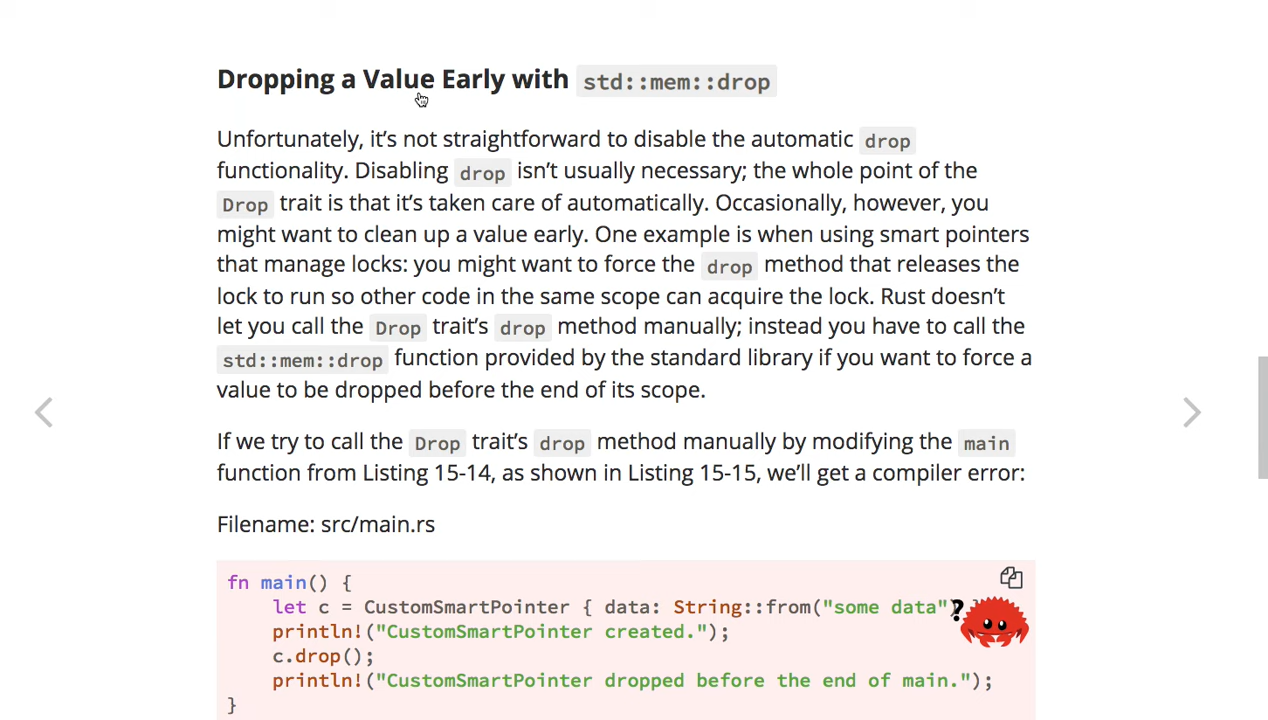 Dropping a Value Early with std::mem::drop
Unfortunately, it’s not straightforward to disable the automatic drop
functionality. Disabling drop isn’t usually necessary; the whole point of the
Drop trait is that it’s taken care of automatically. Occasionally, however, you
might want to clean up a value early. One example is when using smart pointers
that manage locks: you might want to force the drop method that releases the
lock to run so other code in the same scope can acquire the lock. Rust doesn’t
let you call the Drop trait’s drop method manually; instead you have to call the
std::mem::drop function provided by the standard library if you want to force a
value to be dropped before the end of its scope.
If we try to call the Drop trait’s drop method manually by modifying the main
function from Listing 15-14, as shown in Listing 15-15, we’ll get a compiler error:
Filename: src/main.rs
fn main() {
    let c = CustomSmartPointer { data: String::from("some data") }
?
    println!("CustomSmartPointer created.");
    c.drop();
    println!("CustomSmartPointer dropped before the end of main.");
}